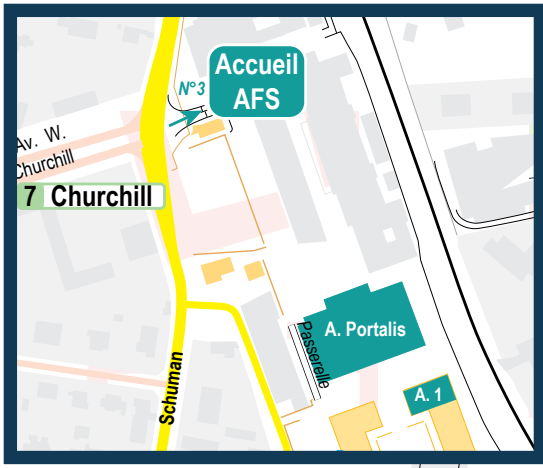 Accueil
AFS
N°3
Av. W.
Churchill
7 Churchill
A. Portalis
Passerelle
Schuman
A. 1